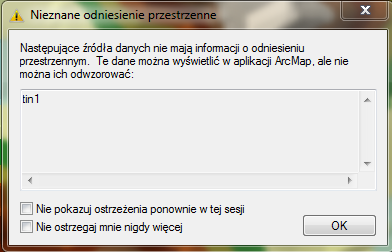 Nieznane odniesienie przestrzenne
Następujące źródła danych nie mają informacji o odniesieniu
przestrzennym. Te dane można wyświetlić w aplikacji ArcMap, ale nie
można ich odwzorować:
tin1
Nie pokazuj ostrzeżenia ponownie w tej sesji
Nie ostrzegaj mnie nigdy więcej
OK